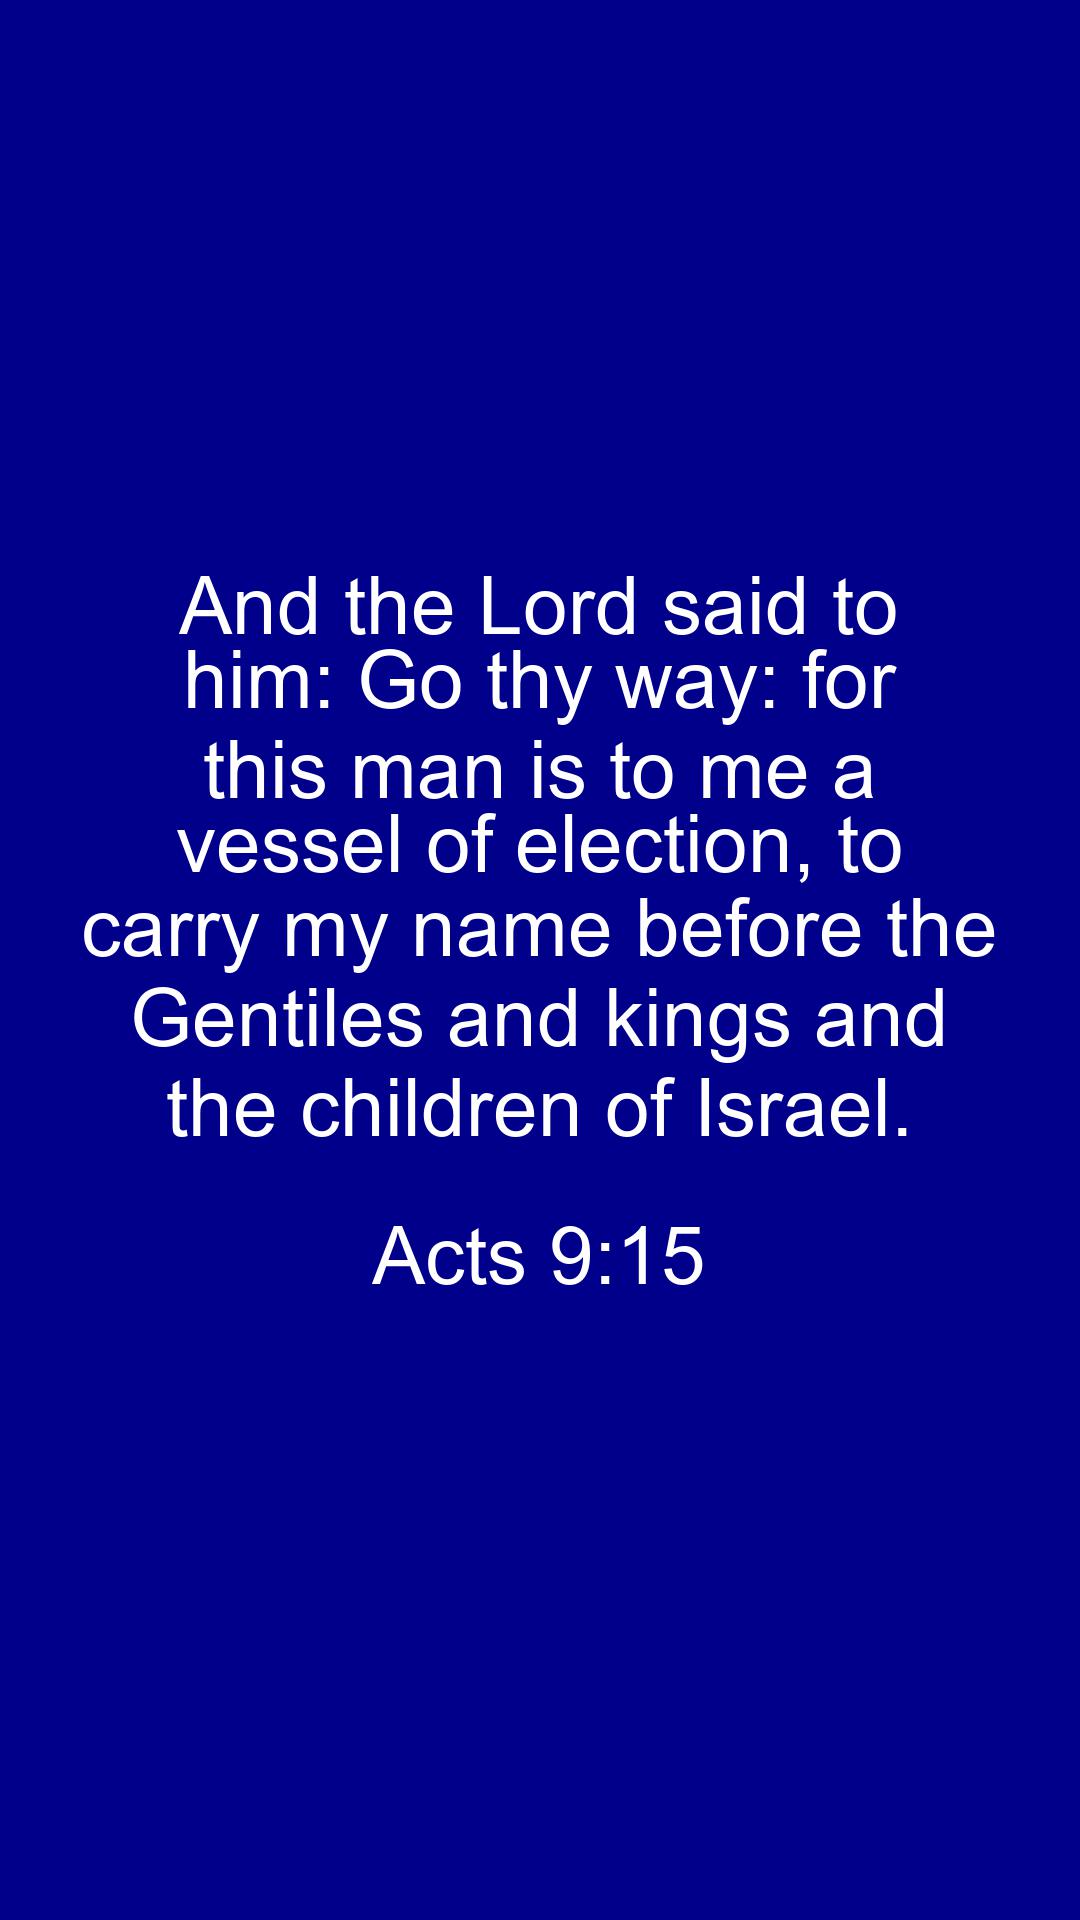 And the Lord said to
him: Go thy way: for
this man is to me a
vessel of election, to
carry my name before the
Gentiles and kings and
the children of Israel.
Acts 9:15